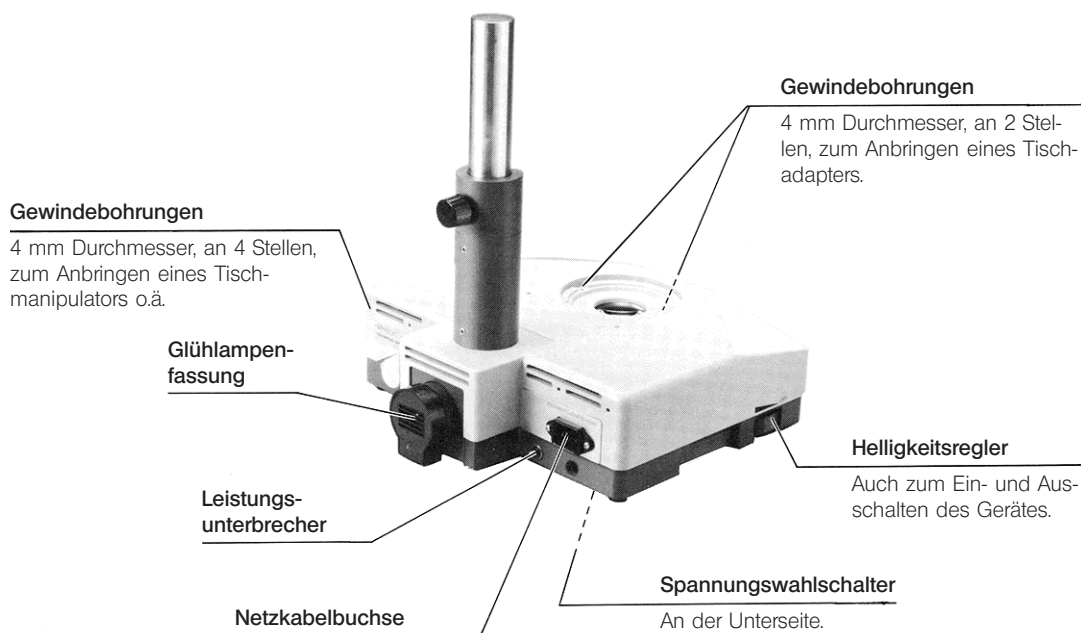 Gewindebohrungen
4 mm Durchmesser, an 2 Stel-
len, zum Anbringen eines Tisch-
adapters.
Gewindebohrungen
4 mm Durchmesser, an 4 Stellen,
zum Anbringen eines Tisch-
manipulators o.ä.
Glühlampen-
fassung
Helligkeitsregler
Auch zum Ein- und Aus-
schalten des Gerätes.
Leistungs-
unterbrecher
Spannungswahlschalter
An der Unterseite.
Netzkabelbuchse